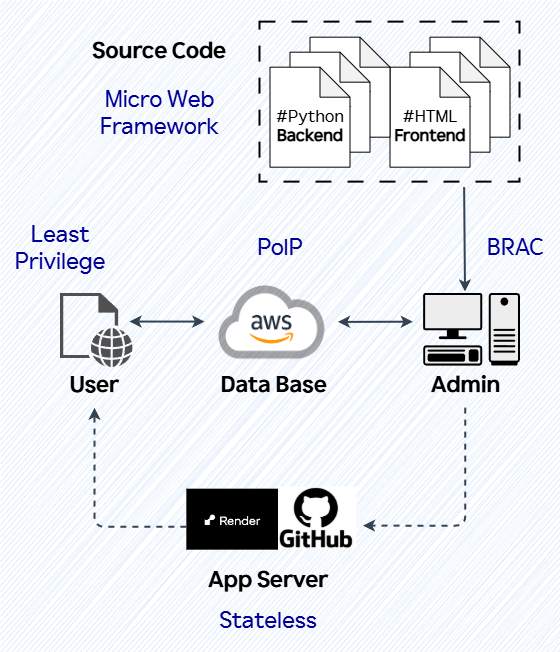 Source Code
Micro Web
Framework
#Python
Backend
#HTML
Frontend
Least
Privilege
PoIP
BRAC
aws
User
Data Base
Admin
Render
GitHub
App Server
Stateless